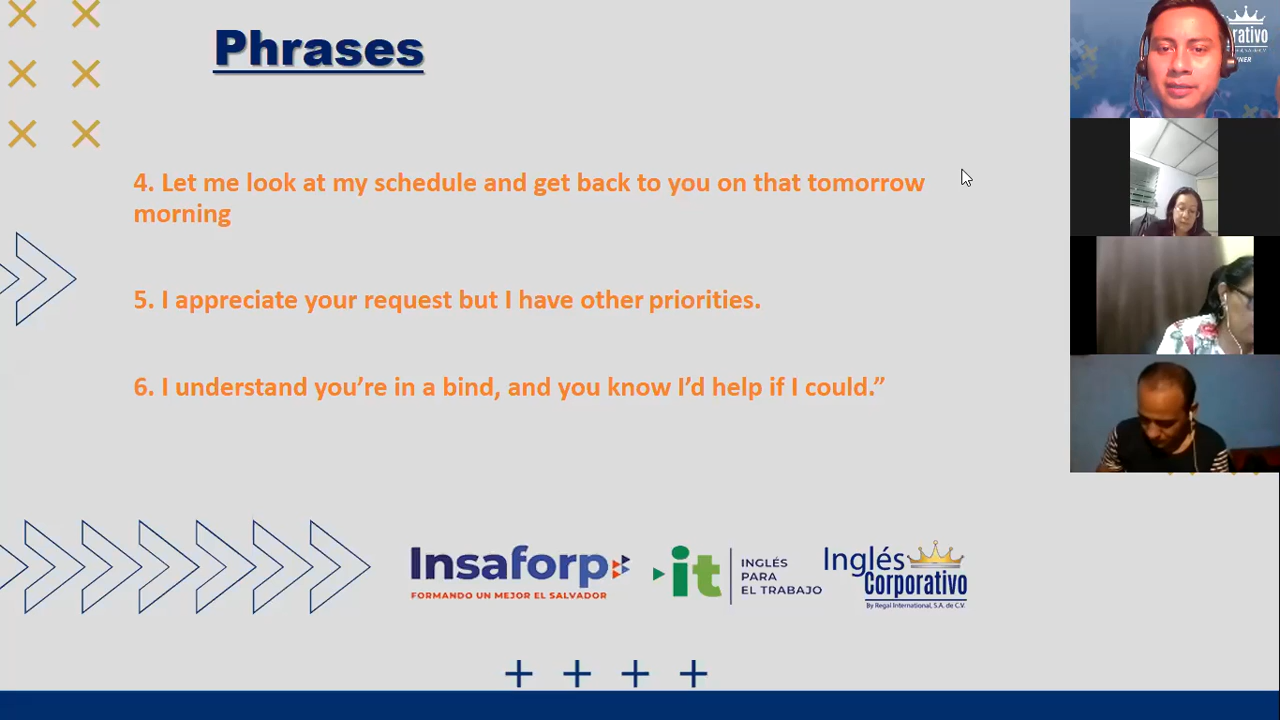 Phrases
4. Let me look at my schedule and get back to you on that tomorrow
morning
5. I appreciate your request but I have other priorities.
6. I understand you’re in a bind, and you know I’d help if I could.”
Insaforp
FORMANDO UN MEJOR EL SALVADOR
it
INGLÉS
PARA
EL TRABAJO
Inglés
Corporativo
By Regal International, S.A. de C.V.